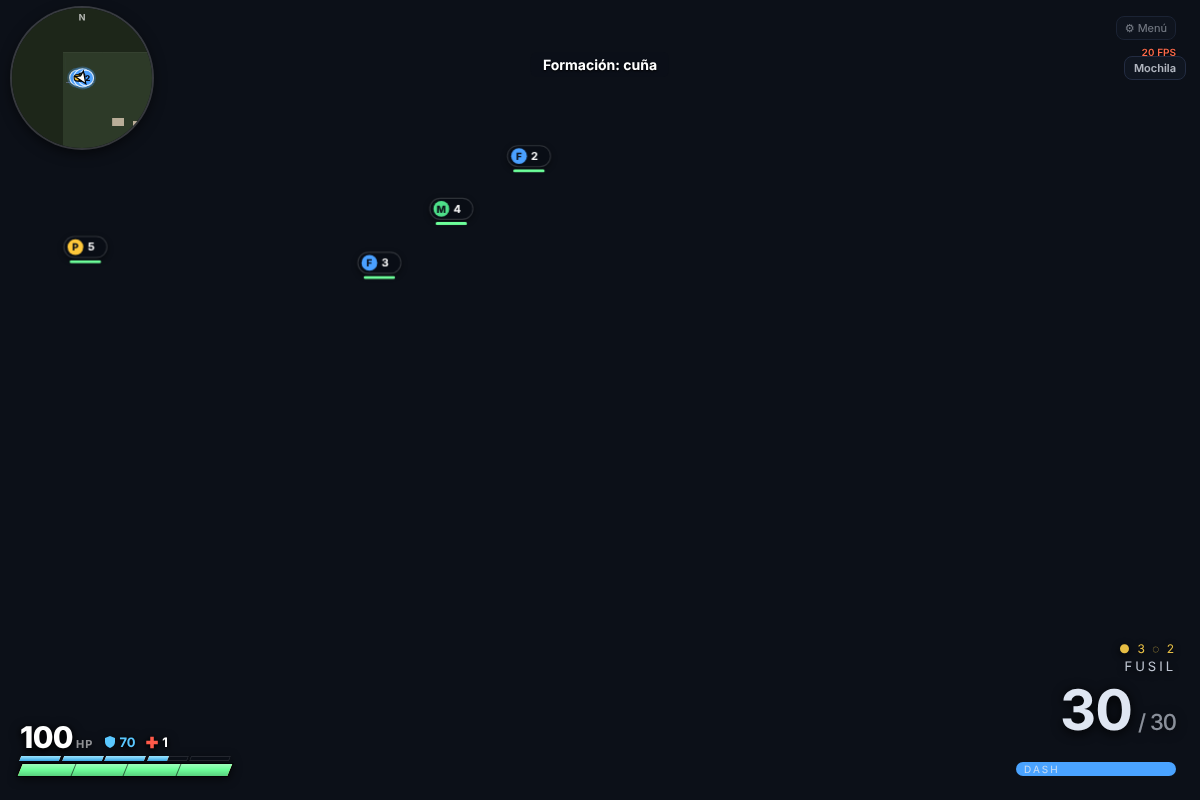 N
⚙ Menú
20 FPS
Mochila
Formación: cuña
F 2
M 4
P 5
F 3
3 2
FUSIL
30 / 30
100 HP 70 1
DASH